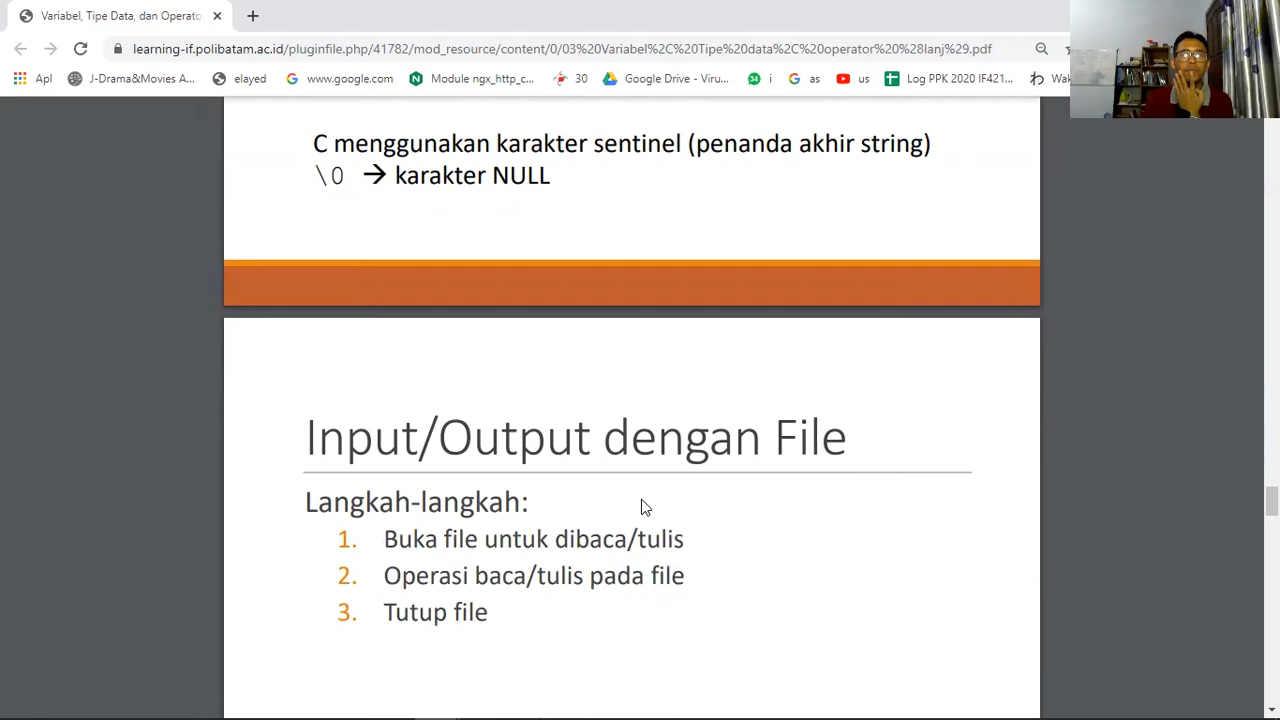 Variabel, Tipe Data, dan Operato
learning-if.polibatam.ac.id/pluginfile.php/41782/mod_resource/content/0/03%20Variabel%2C%20Tipe%20data%2C%20operator%20%28lanj%29.pdf
Apl J-Drama&Movies A... elayed www.google.com Module ngx_http_c... 30 Google Drive - Viru... 34 i as us Log PPK 2020 IF421... Wak
C menggunakan karakter sentinel (penanda akhir string)
\0 → karakter NULL
Input/Output dengan File
Langkah-langkah:
1. Buka file untuk dibaca/tulis
2. Operasi baca/tulis pada file
3. Tutup file